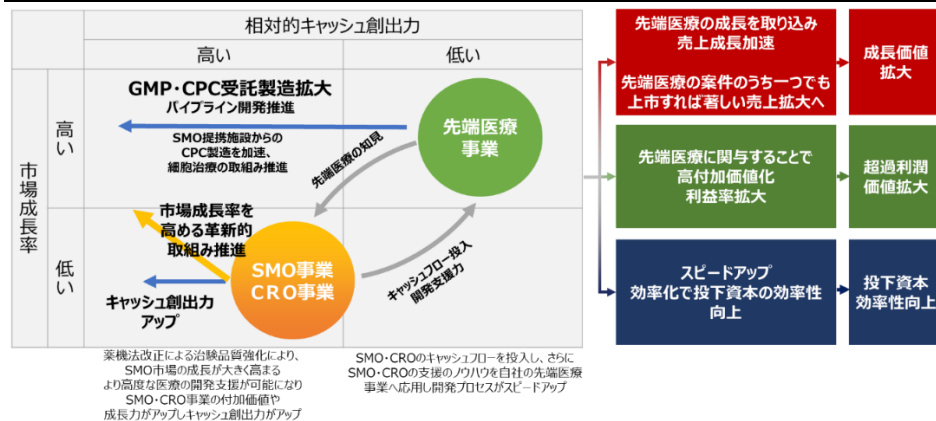 相対的キャッシュ創出力
高い
低い
市場成長率
高い
低い
GMP・CPC受託製造拡大
パイプライン開発推進
SMO提携施設からの
CPC製造を加速、
細胞治療の取組み推進
先端医療
事業
先端医療の知見
市場成長率を
高める革新的
取組み推進
SMO事業
CRO事業
キャッシュフロー投入
開発支援力
キャッシュ創出力
アップ
薬機法改正による治験品質強化により、
SMO市場の成長が大きく高まる
より高度な医療の開発支援が可能になり
SMO・CRO事業の付加価値や
成長力がアップしキャッシュ創出力がアップ
SMO・CROのキャッシュフローを投入し、さらに
SMO・CROの支援のノウハウを自社の先端医療
事業へ応用し開発プロセスがスピードアップ
先端医療の成長を取り込み
売上成長加速
先端医療の案件のうち一つでも
上市すれば著しい売上拡大へ
成長価値
拡大
先端医療に関与することで
高付加価値化
利益率拡大
超過利潤
価値拡大
スピードアップ
効率化で投下資本の効率性
向上
投下資本
効率性向上